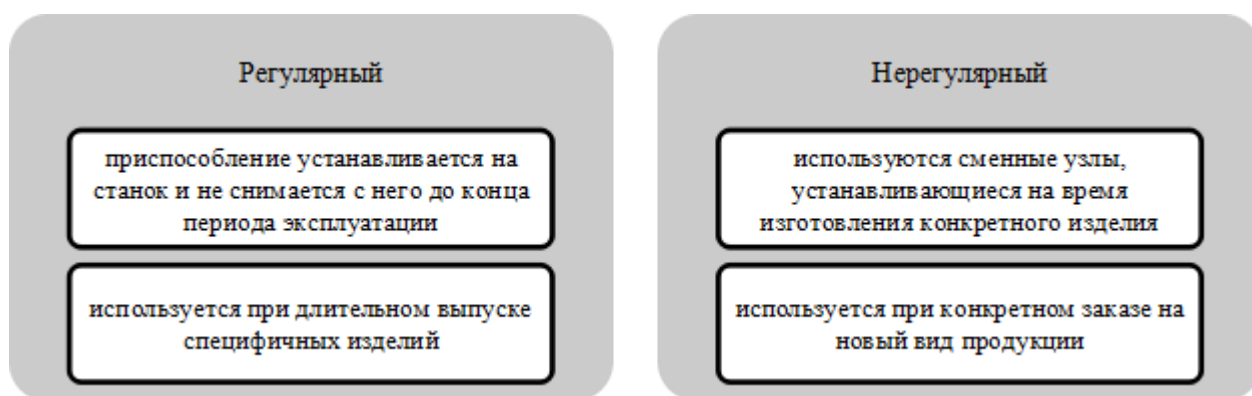 Регулярный
приспособление устанавливается на
станок и не снимается с него до конца
периода эксплуатации
используется при длительном выпуске
специфичных изделий
Нерегулярный
используются сменные узлы,
устанавливающиеся на время
изготовления конкретного изделия
используется при конкретном заказе на
новый вид продукции